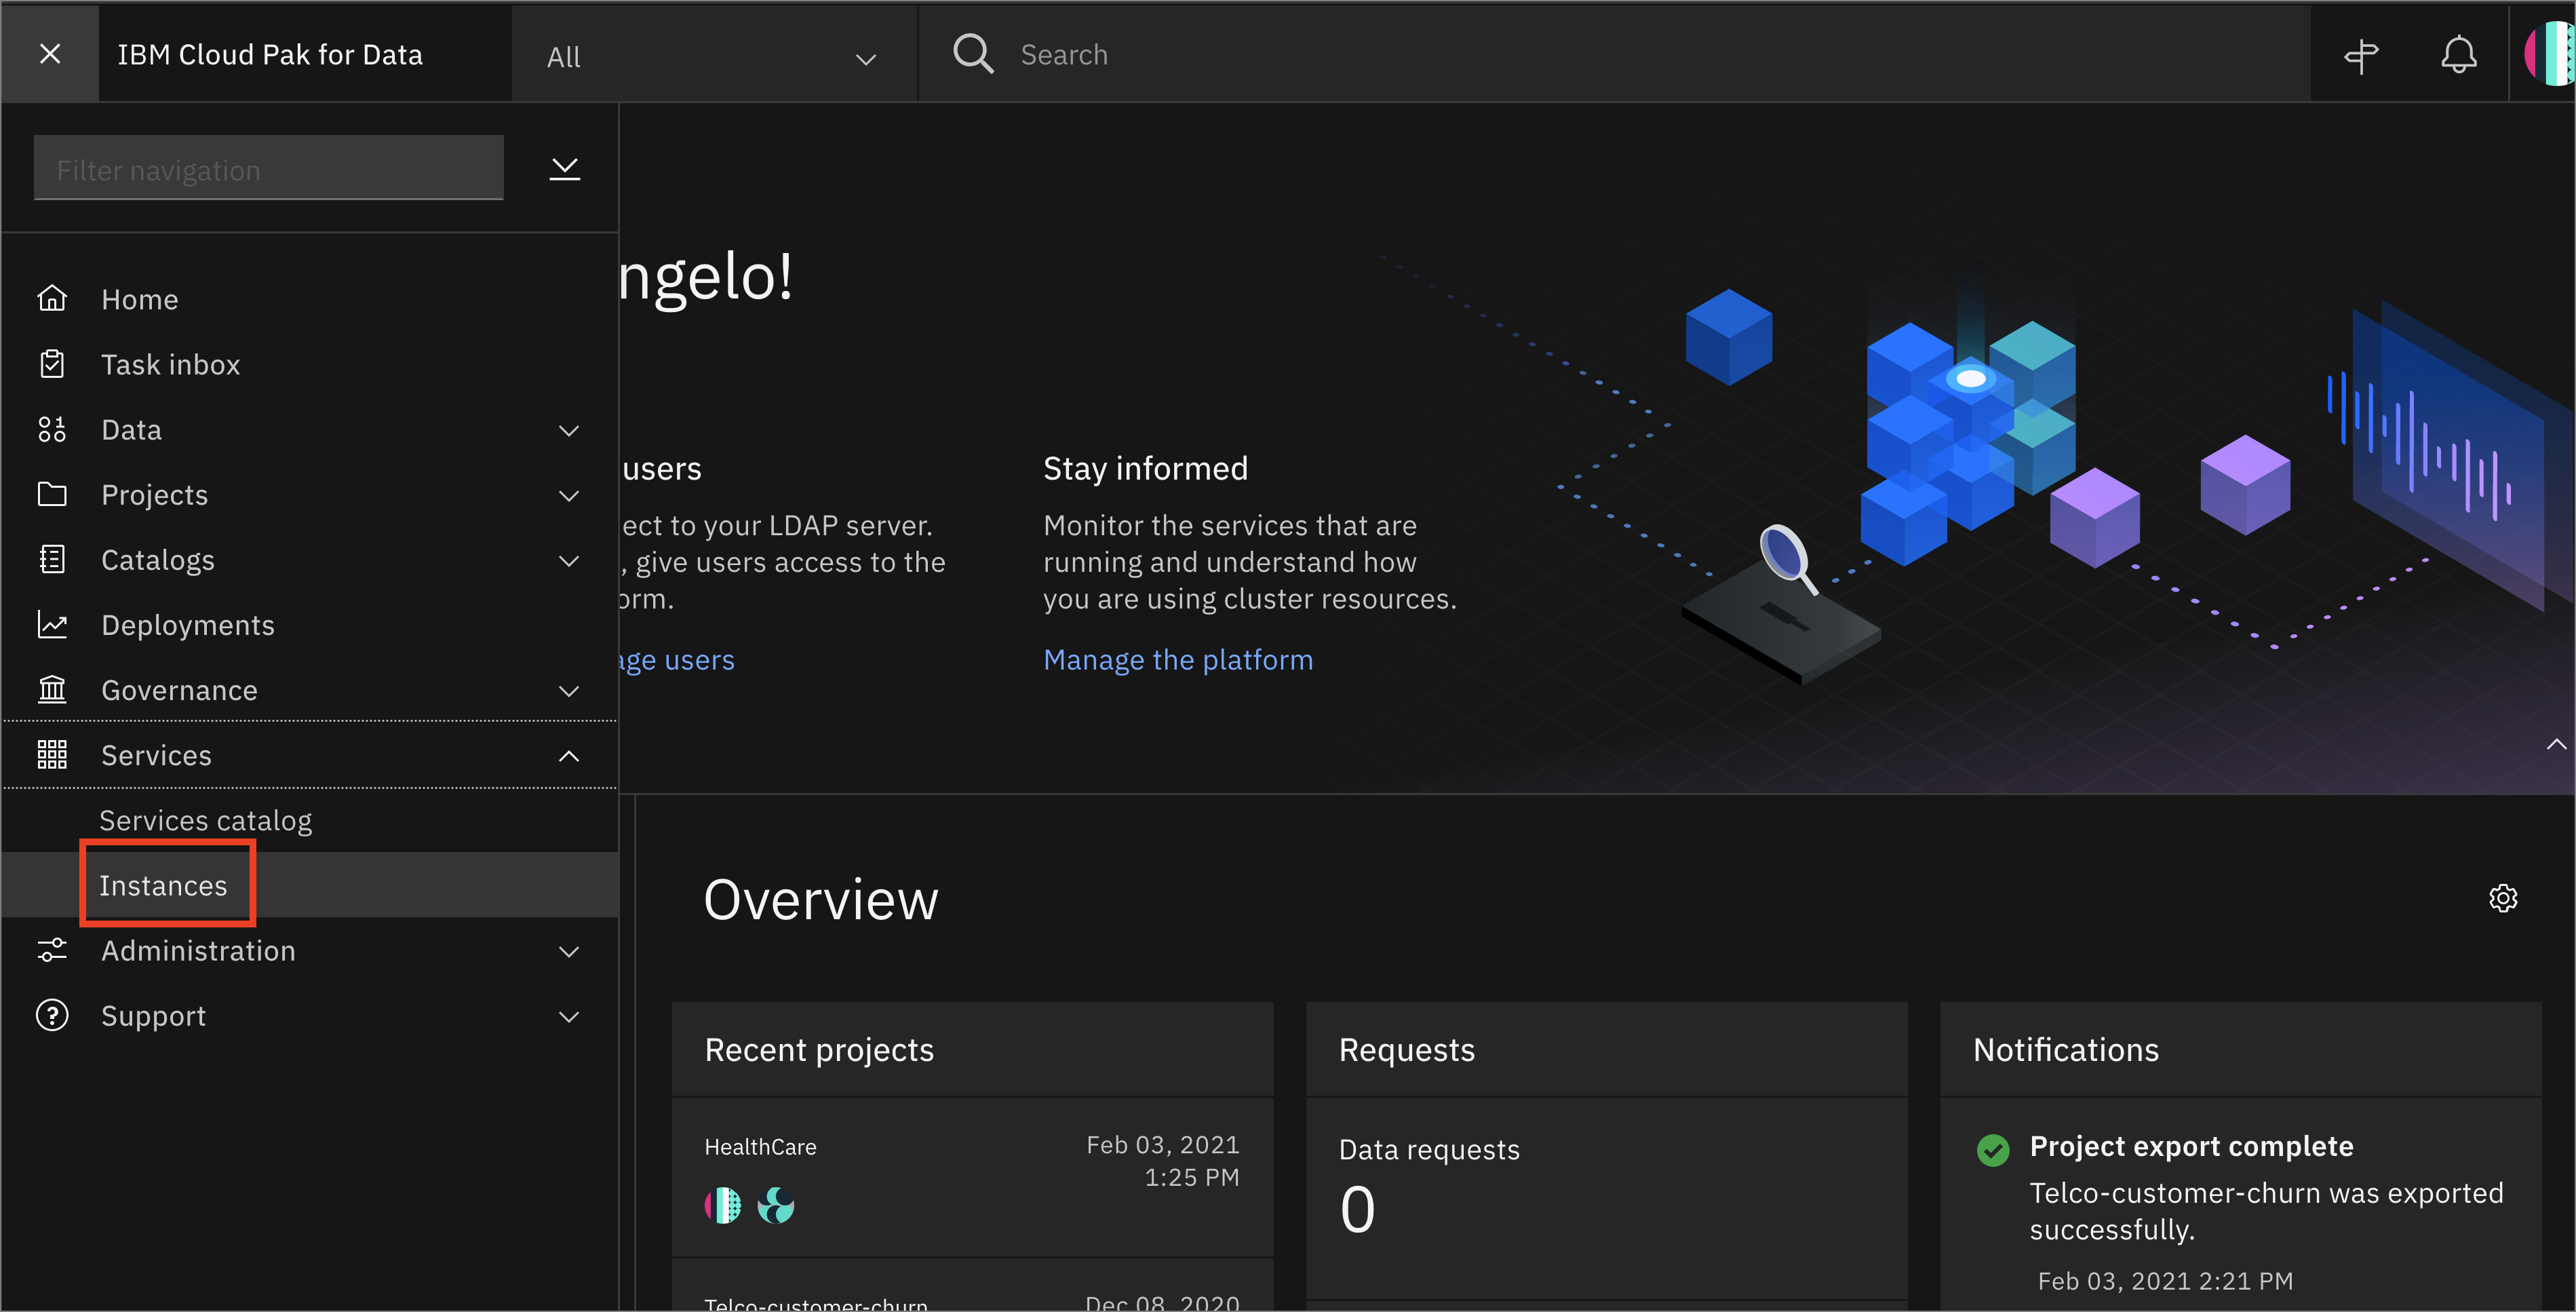 IBM Cloud Pak for Data
All
Search
Filter navigation
Home
Task inbox
Data
Projects
Catalogs
Deployments
Governance
Services
Services catalog
Instances
Administration
Support
ngelo!
users
ect to your LDAP server.
, give users access to the
orm.
age users
Stay informed
Monitor the services that are
running and understand how
you are using cluster resources.
Manage the platform
Overview
Recent projects
HealthCare
Feb 03, 2021
1:25 PM
Telco-customer-churn
Dec 08, 2020
Requests
Data requests
0
Notifications
Project export complete
Telco-customer-churn was exported
successfully.
Feb 03, 2021 2:21 PM